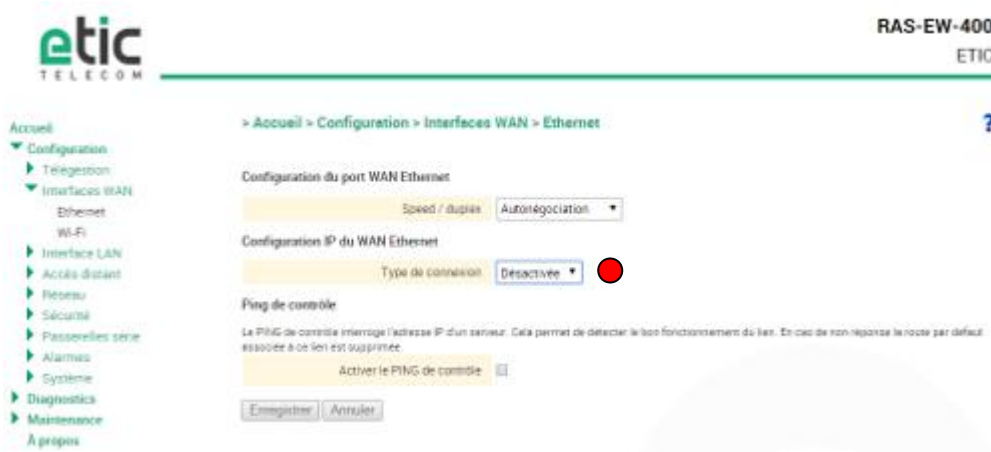 etic
TELECOM
RAS-EW-400
ETIC
Accueil
Configuration
Télégestion
Interfaces WAN
Ethernet
Wi-Fi
Interface LAN
Accès distant
Réseau
Sécurité
Passerelles série
Alarmes
Système
Diagnostics
Maintenance
À propos
> Accueil > Configuration > Interfaces WAN > Ethernet
?
Configuration du port WAN Ethernet
Speed / duplex Autonégociation
Configuration IP du WAN Ethernet
Type de connexion Désactivée
Ping de contrôle
Le PING de contrôle interroge l'adresse IP d'un serveur. Cela permet de détecter le bon fonctionnement du lien. En cas de non réponse la route par défaut
associée à ce lien est supprimée.
Activer le PING de contrôle
Enregistrer Annuler